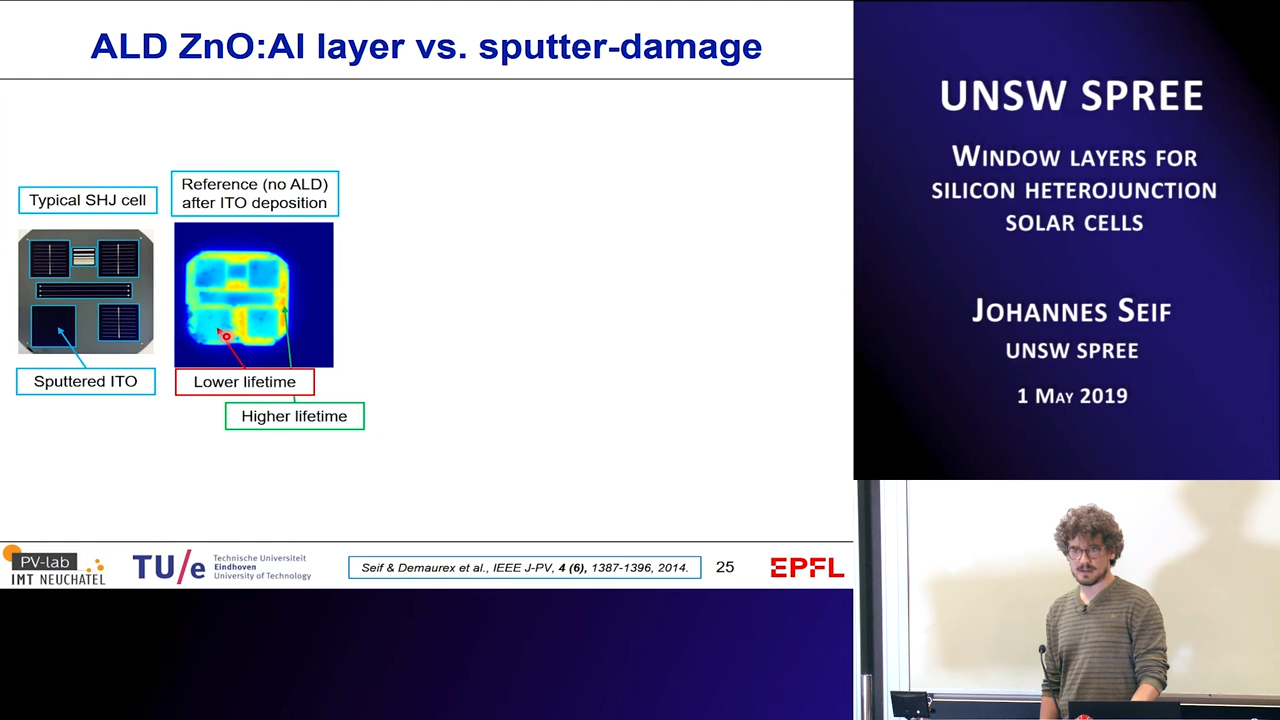 ALD ZnO:Al layer vs. sputter-damage
Typical SHJ cell
Reference (no ALD)
after ITO deposition
Sputtered ITO
Lower lifetime
Higher lifetime
PV-lab
IMT NEUCHATEL
TU/e
Technische Universiteit
Eindhoven
University of Technology
Seif & Demaurex et al., IEEE J-PV, 4 (6), 1387-1396, 2014.
25
EPFL
UNSW SPREE
WINDOW LAYERS FOR
SILICON HETEROJUNCTION
SOLAR CELLS
JOHANNES SEIF
UNSW SPREE
1 MAY 2019